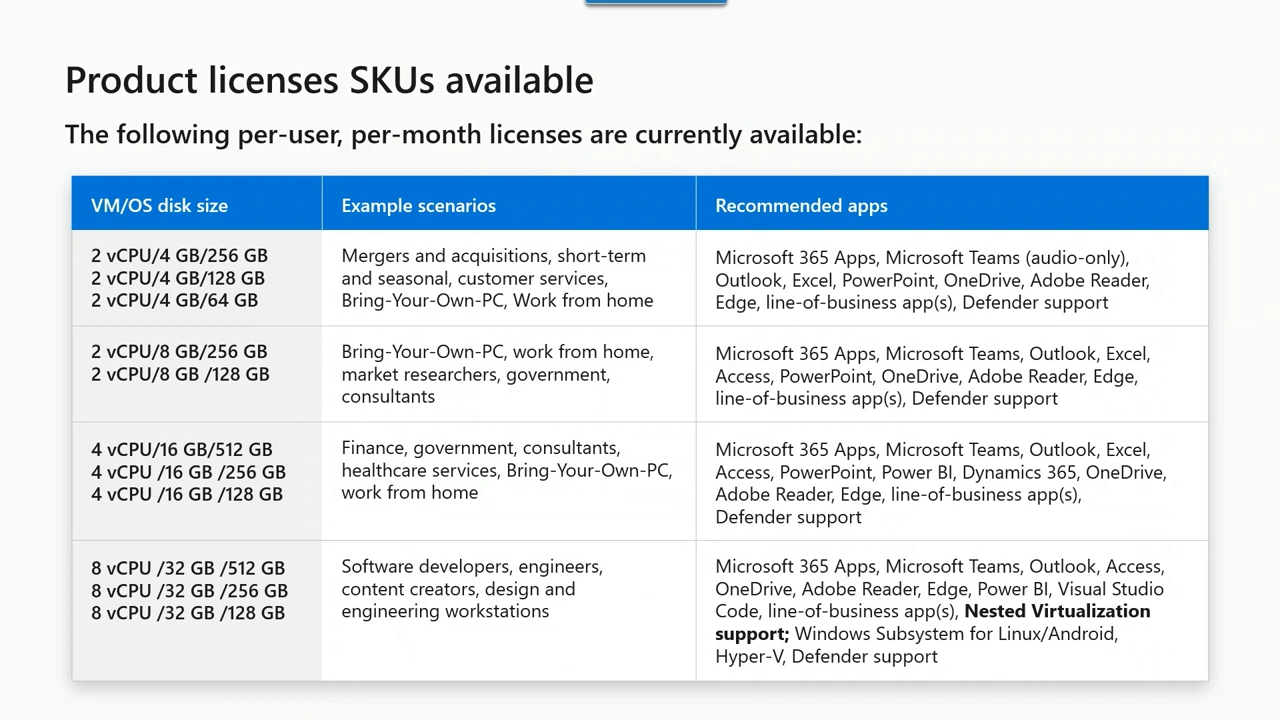 Product licenses SKUs available
The following per-user, per-month licenses are currently available:
VM/OS disk size
Example scenarios
Recommended apps
2 vCPU/4 GB/256 GB
2 vCPU/4 GB/128 GB
2 vCPU/4 GB/64 GB
Mergers and acquisitions, short-term
and seasonal, customer services,
Bring-Your-Own-PC, Work from home
Microsoft 365 Apps, Microsoft Teams (audio-only),
Outlook, Excel, PowerPoint, OneDrive, Adobe Reader,
Edge, line-of-business app(s), Defender support
2 vCPU/8 GB/256 GB
2 vCPU/8 GB /128 GB
Bring-Your-Own-PC, work from home,
market researchers, government,
consultants
Microsoft 365 Apps, Microsoft Teams, Outlook, Excel,
Access, PowerPoint, OneDrive, Adobe Reader, Edge,
line-of-business app(s), Defender support
4 vCPU/16 GB/512 GB
4 vCPU /16 GB /256 GB
4 vCPU /16 GB /128 GB
Finance, government, consultants,
healthcare services, Bring-Your-Own-PC,
work from home
Microsoft 365 Apps, Microsoft Teams, Outlook, Excel,
Access, PowerPoint, Power BI, Dynamics 365, OneDrive,
Adobe Reader, Edge, line-of-business app(s),
Defender support
8 vCPU /32 GB /512 GB
8 vCPU /32 GB /256 GB
8 vCPU /32 GB /128 GB
Software developers, engineers,
content creators, design and
engineering workstations
Microsoft 365 Apps, Microsoft Teams, Outlook, Access,
OneDrive, Adobe Reader, Edge, Power BI, Visual Studio
Code, line-of-business app(s), Nested Virtualization
support; Windows Subsystem for Linux/Android,
Hyper-V, Defender support